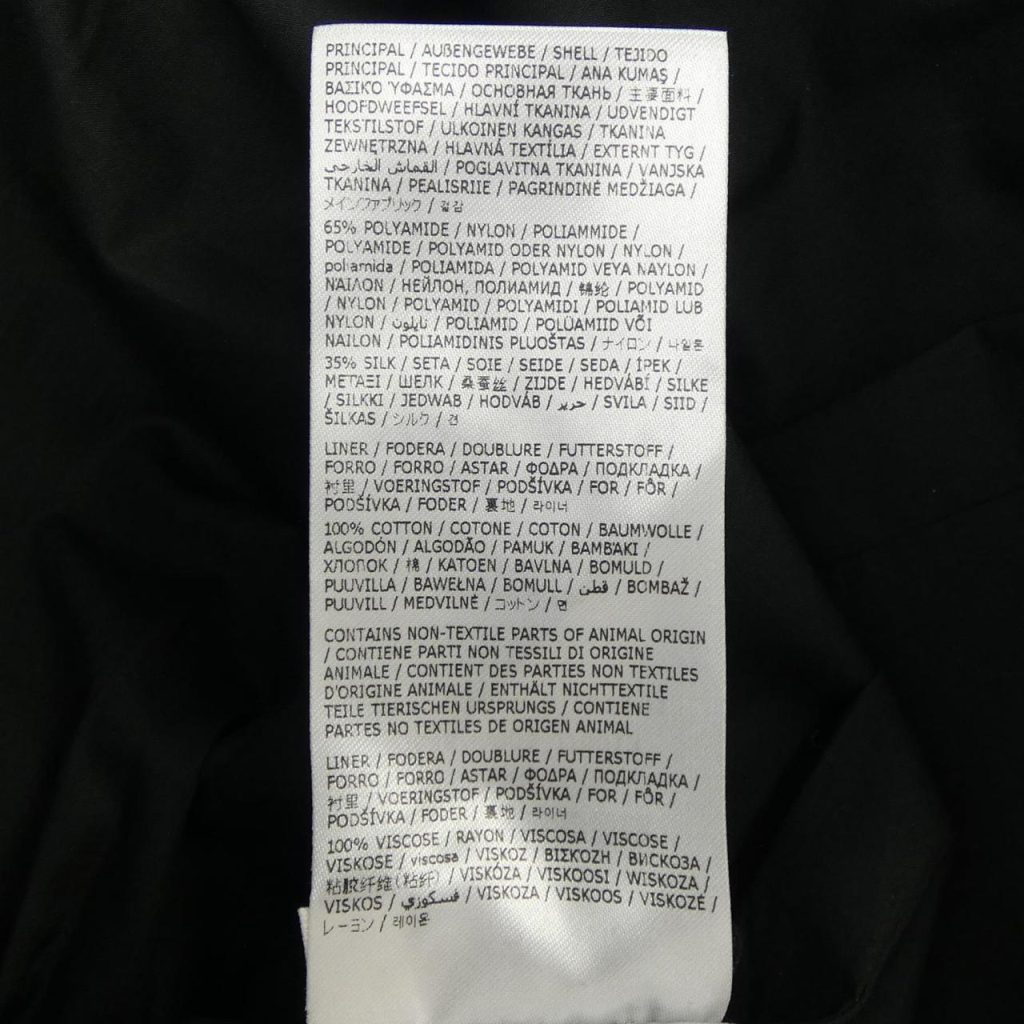 PRINCIPAL / AUßENGEWEBE / SHELL / TEJIDO
PRINCIPAL / TECIDO PRINCIPAL / ANA KUMAŞ /
ΒΑΣΙΚΌ ΎΦΑΣΜΑ / ОСНОВНАЯ ТКАНЬ / 主要面料 /
HOOFDWEEFSEL / HLAVNÍ TKANINA / UDVENDIGT
TEKSTILSTOF / ULKOINEN KANGAS / TKANINA
ZEWNĘTRZNA / HLAVNÁ TEXTÍLIA / EXTERNT TYG /
القماش الخارجي / POGLAVITNA TKANINA / VANJSKA
TKANINA / PEALISRIIE / PAGRINDINĖ MEDŽIAGA /
メインファブリック / 겉감
65% POLYAMIDE / NYLON / POLIAMMIDE /
POLYAMIDE / POLYAMID ODER NYLON / NYLON /
poliamida / POLIAMIDA / POLYAMID VEYA NAYLON /
ΝΆΙΛΟΝ / НЕЙЛОН, ПОЛИАМИД / 锦纶 / POLYAMID
/ NYLON / POLYAMID / POLYAMIDI / POLIAMID LUB
NYLON / نايلون / POLIAMID / POLÜAMIID VÕI
NAILON / POLIAMIDINIS PLUOŠTAS / ナイロン / 나일론
35% SILK / SETA / SOIE / SEIDE / SEDA / İPEK /
ΜΕΤΆΞΙ / ШЕЛК / 桑蚕丝 / ZIJDE / HEDVÁBÍ / SILKE
/ SILKKI / JEDWAB / HODVÁB / حرير / SVILA / SIID /
ŠILKAS / シルク / 견
LINER / FODERA / DOUBLURE / FUTTERSTOFF /
FORRO / FORRO / ASTAR / ΦΌΔΡΑ / ПОДКЛАДКА /
衬里 / VOERINGSTOF / PODŠÍVKA / FOR / FÔR /
PODŠÍVKA / FODER / 裏地 / 라이너
100% COTTON / COTONE / COTON / BAUMWOLLE /
ALGODÓN / ALGODÃO / PAMUK / ΒΑΜΒΆΚΙ /
ХЛОПОК / 棉 / KATOEN / BAVLNA / BOMULD /
PUUVILLA / BAWEŁNA / BOMULL / قطن / BOMBAŽ /
PUUVILL / MEDVILNĖ / コットン / 면
CONTAINS NON-TEXTILE PARTS OF ANIMAL ORIGIN
/ CONTIENE PARTI NON TESSILI DI ORIGINE
ANIMALE / CONTIENT DES PARTIES NON TEXTILES
D'ORIGINE ANIMALE / ENTHÄLT NICHTTEXTILE
TEILE TIERISCHEN URSPRUNGS / CONTIENE
PARTES NO TEXTILES DE ORIGEN ANIMAL
LINER / FODERA / DOUBLURE / FUTTERSTOFF /
FORRO / FORRO / ASTAR / ΦΌΔΡΑ / ПОДКЛАДКА /
衬里 / VOERINGSTOF / PODŠÍVKA / FOR / FÔR /
PODŠÍVKA / FODER / 裏地 / 라이너
100% VISCOSE / RAYON / VISCOSA / VISCOSE /
VISKOSE / viscosa / VISKOZ / ΒΙΣΚΌΖΗ / ВИСКОЗА /
粘胶纤维(粘纤) / VISKÓZA / VISKOOSI / WISKOZA /
VISKOS / فسكوزي / VISKOZA / VISKOOS / VISKOZĖ /
レーヨン / 레이온